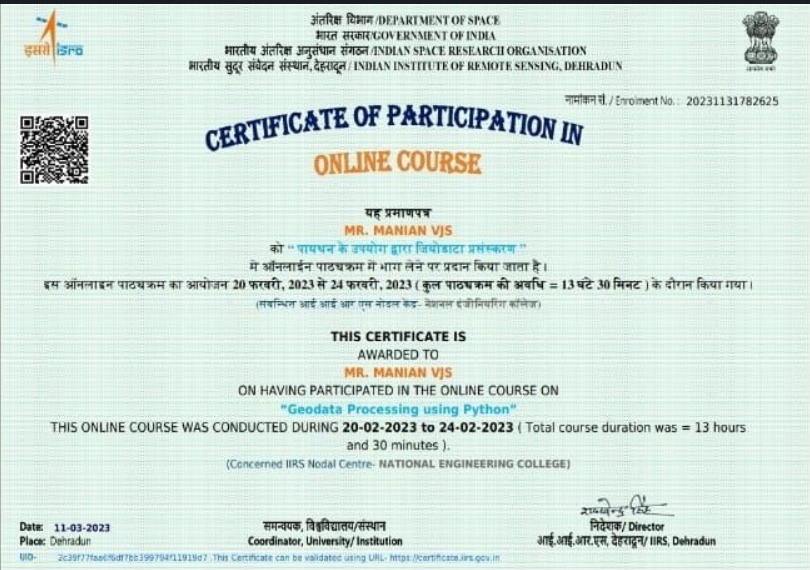 इसरो isro
अंतरिक्ष विभाग/DEPARTMENT OF SPACE
भारत सरकार/GOVERNMENT OF INDIA
भारतीय अंतरिक्ष अनुसंधान संगठन/INDIAN SPACE RESEARCH ORGANISATION
भारतीय सुदूर संवेदन संस्थान,देहरादून/ INDIAN INSTITUTE OF REMOTE SENSING, DEHRADUN
नामांकन सं. / Enrolment No.: 20231131782625
CERTIFICATE OF PARTICIPATION IN
ONLINE COURSE
यह प्रमाणपत्र
MR. MANIAN VJS
को " पायथन के उपयोग द्वारा जियोडाटा प्रसंस्करण "
में ऑनलाईन पाठ्यक्रम में भाग लेने पर प्रदान किया जाता है।
इस ऑनलाइन पाठ्यक्रम का आयोजन 20 फरवरी, 2023 से 24 फरवरी, 2023 ( कुल पाठ्यक्रम की अवधि = 13 घंटे 30 मिनट ) के दौरान किया गया।
(संबन्धित आई.आई.आर.एस नोडल केंद्र- नेशनल इंजीनियरिंग कॉलेज)
THIS CERTIFICATE IS
AWARDED TO
MR. MANIAN VJS
ON HAVING PARTICIPATED IN THE ONLINE COURSE ON
"Geodata Processing using Python"
THIS ONLINE COURSE WAS CONDUCTED DURING 20-02-2023 to 24-02-2023 ( Total course duration was = 13 hours
and 30 minutes ).
(Concerned IIRS Nodal Centre- NATIONAL ENGINEERING COLLEGE)
Date: 11-03-2023
Place: Dehradun
समन्वयक, विश्वविद्यालय/संस्थान
Coordinator, University/ Institution
निदेशक/ Director
आई.आई.आर.एस, देहरादून/ IIRS, Dehradun
UID- .This Certificate can be validated using URL- https://certificate.iirs.gov.in